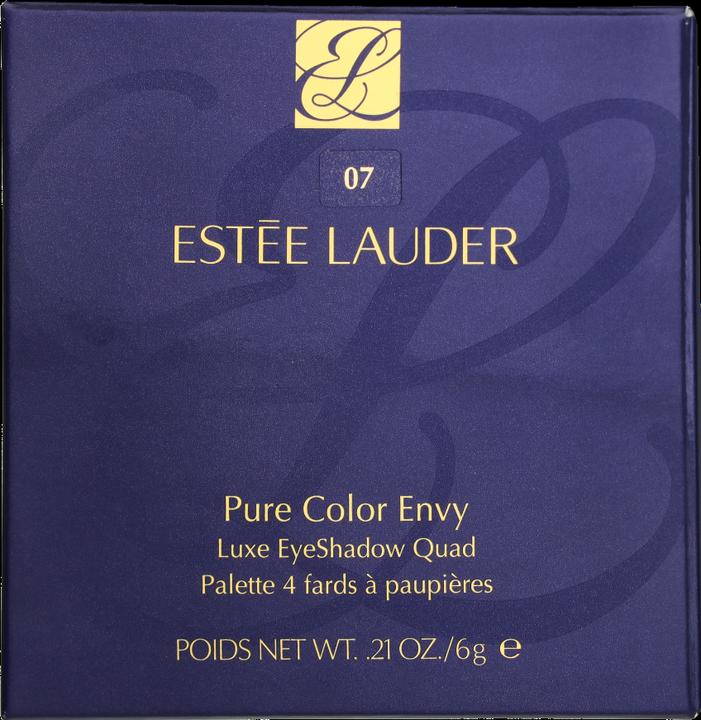 07
ESTĒE LAUDER
Pure Color Envy
Luxe EyeShadow Quad
Palette 4 fards à paupières
POIDS NET WT. .21 OZ./6g ℮